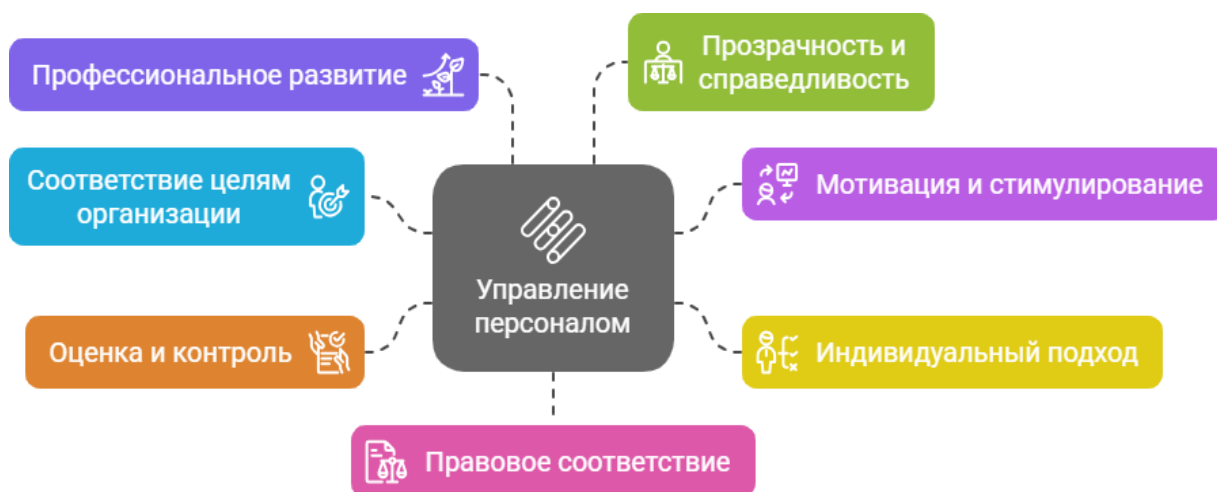 Профессиональное развитие
Прозрачность и
справедливость
Соответствие целям
организации
Мотивация и стимулирование
Управление
персоналом
Оценка и контроль
Индивидуальный подход
Правовое соответствие